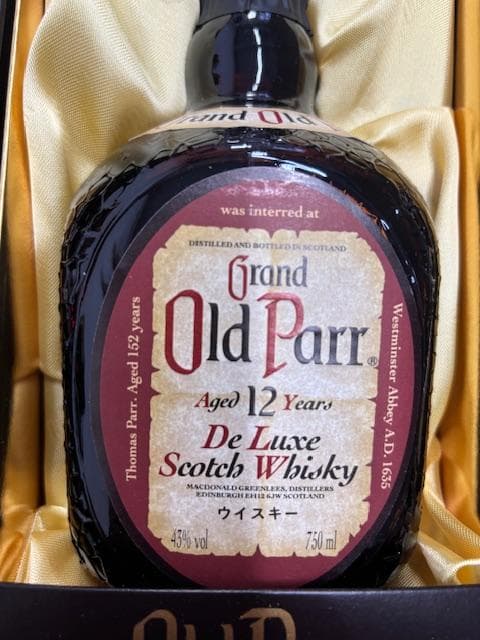 Grand Old
was interred at
Thomas Parr. Aged 152 years
Westminster Abbey A.D. 1635
DISTILLED AND BOTTLED IN SCOTLAND
Grand
Old Parr®
Aged 12 Years
De Luxe
Scotch Whisky
MACDONALD GREENLEES, DISTILLERS
EDINBURGH EH12 6JW SCOTLAND
ウイスキー
43% vol 750 ml
OLD